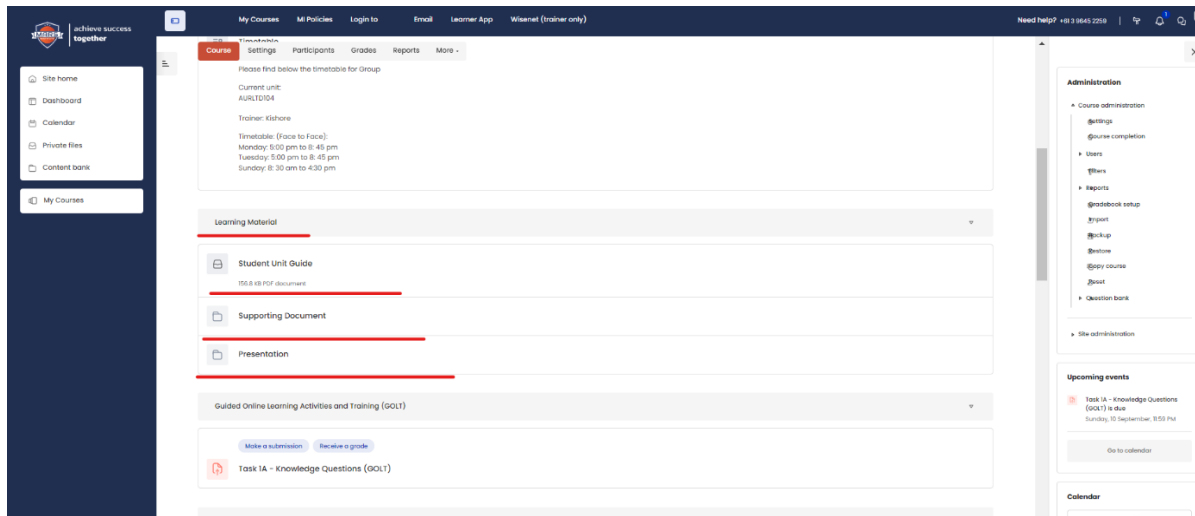 achieve success
together
My Courses
MI Policies
Login to
Email
Learner App
Wisenet (trainer only)
Need help? +61 3 8645 2259
1
Site home
Dashboard
Calendar
Private files
Content bank
My Courses
Timetable
Course
Settings
Participants
Grades
Reports
More
Please find below the timetable for Group
Current unit:
AURLTD104
Trainer: Kishore
Timetable: (Face to Face):
Monday: 5:00 pm to 8: 45 pm
Tuesday: 5:00 pm to 8: 45 pm
Sunday: 8: 30 am to 4:30 pm
Learning Material
Student Unit Guide
156.8 KB PDF document
Supporting Document
Presentation
Guided Online Learning Activities and Training (GOLT)
Make a submission
Receive a grade
Task 1A - Knowledge Questions (GOLT)
Administration
Course administration
Settings
Course completion
Users
Filters
Reports
Gradebook setup
Import
Backup
Restore
Copy course
Reset
Question bank
Site administration
Upcoming events
Task 1A - Knowledge Questions
(GOLT) is due
Sunday, 10 September, 11:59 PM
Go to calendar
Calendar